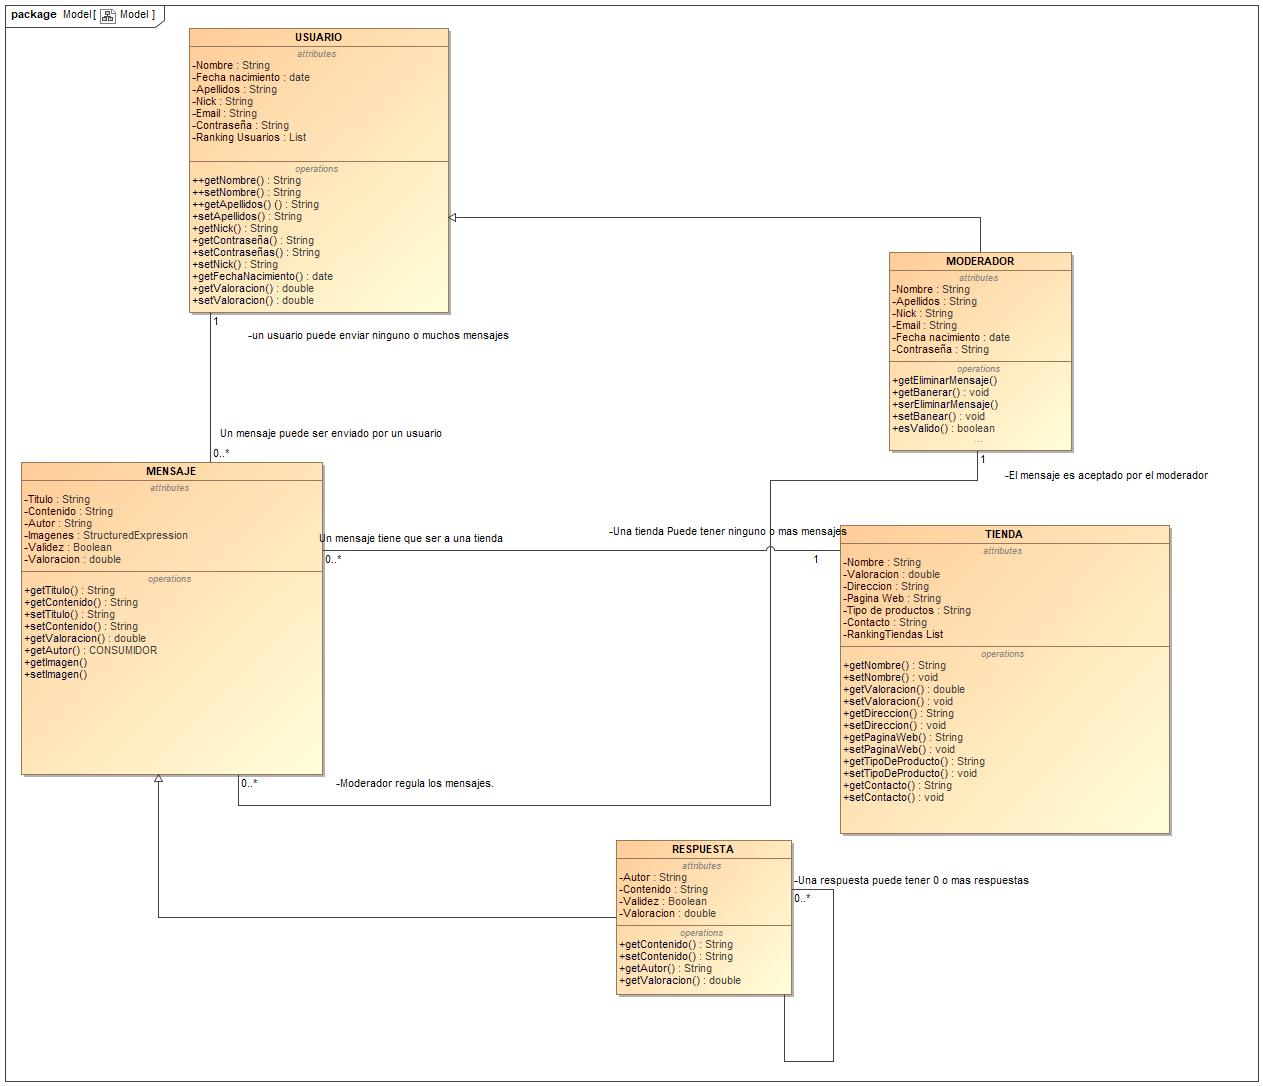 package Model[ Model ]
USUARIO
attributes
-Nombre : String
-Fecha nacimiento : date
-Apellidos : String
-Nick : String
-Email : String
-Contraseña : String
-Ranking Usuarios : List
operations
++getNombre() : String
++setNombre() : String
++getApellidos() () : String
+setApellidos() : String
+getNick() : String
+getContraseña() : String
+setContraseñas() : String
+setNick() : String
+getFechaNacimiento() : date
+getValoracion() : double
+setValoracion() : double
1
-un usuario puede enviar ninguno o muchos mensajes
MODERADOR
attributes
-Nombre : String
-Apellidos : String
-Nick : String
-Email : String
-Fecha nacimiento : date
-Contraseña : String
operations
+getEliminarMensaje()
+getBanerar() : void
+serEliminarMensaje()
+setBanear() : void
+esValido() : boolean
...
1
-El mensaje es aceptado por el moderador
Un mensaje puede ser enviado por un usuario
0..*
MENSAJE
attributes
-Titulo : String
-Contenido : String
-Autor : String
-Imagenes : StructuredExpression
-Validez : Boolean
-Valoracion : double
operations
+getTitulo() : String
+getContenido() : String
+setTitulo() : String
+setContenido() : String
+getValoracion() : double
+getAutor() : CONSUMIDOR
+getImagen()
+setImagen()
Un mensaje tiene que ser a una tienda
0..*
-Una tienda Puede tener ninguno o mas mensajes
1
TIENDA
attributes
-Nombre : String
-Valoracion : double
-Direccion : String
-Pagina Web : String
-Tipo de productos : String
-Contacto : String
-RankingTiendas List
operations
+getNombre() : String
+setNombre() : void
+getValoracion() : double
+setValoracion() : void
+getDireccion() : String
+setDireccion() : void
+getPaginaWeb() : String
+setPaginaWeb() : void
+getTipoDeProducto() : String
+setTipoDeProducto() : void
+getContacto() : String
+setContacto() : void
0..*
-Moderador regula los mensajes.
RESPUESTA
attributes
-Autor : String
-Contenido : String
-Validez : Boolean
-Valoracion : double
operations
+getContenido() : String
+setContenido() : String
+getAutor() : String
+getValoracion() : double
-Una respuesta puede tener 0 o mas respuestas
0..*